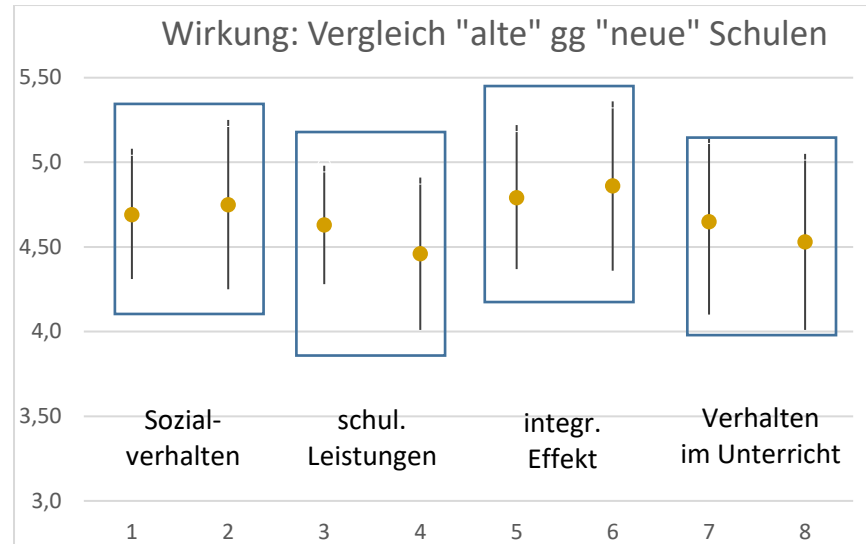 Wirkung: Vergleich "alte" gg "neue" Schulen
5,50
5,0
4,50
4,0
3,50
3,0
Sozial-
verhalten
schul.
Leistungen
integr.
Effekt
Verhalten
im Unterricht
1 2 3 4 5 6 7 8